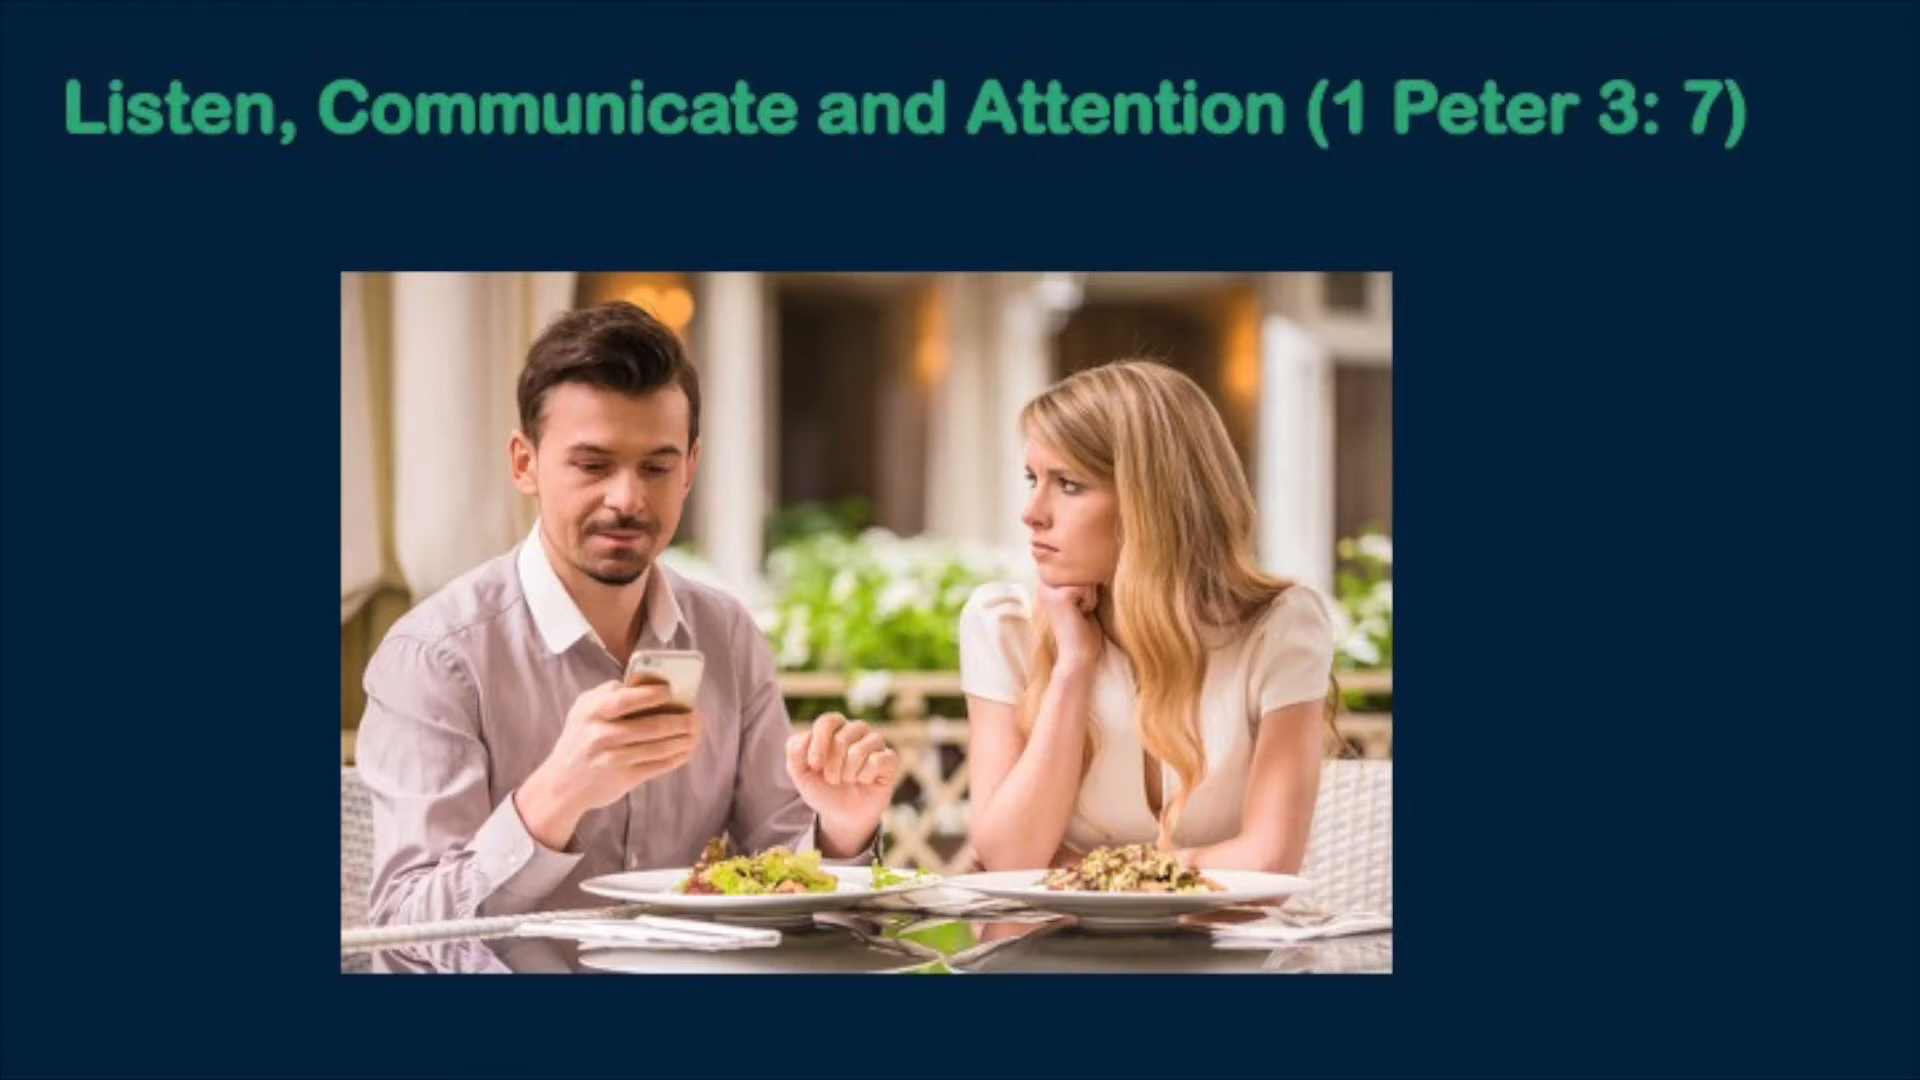 Listen, Communicate and Attention (1 Peter 3: 7)